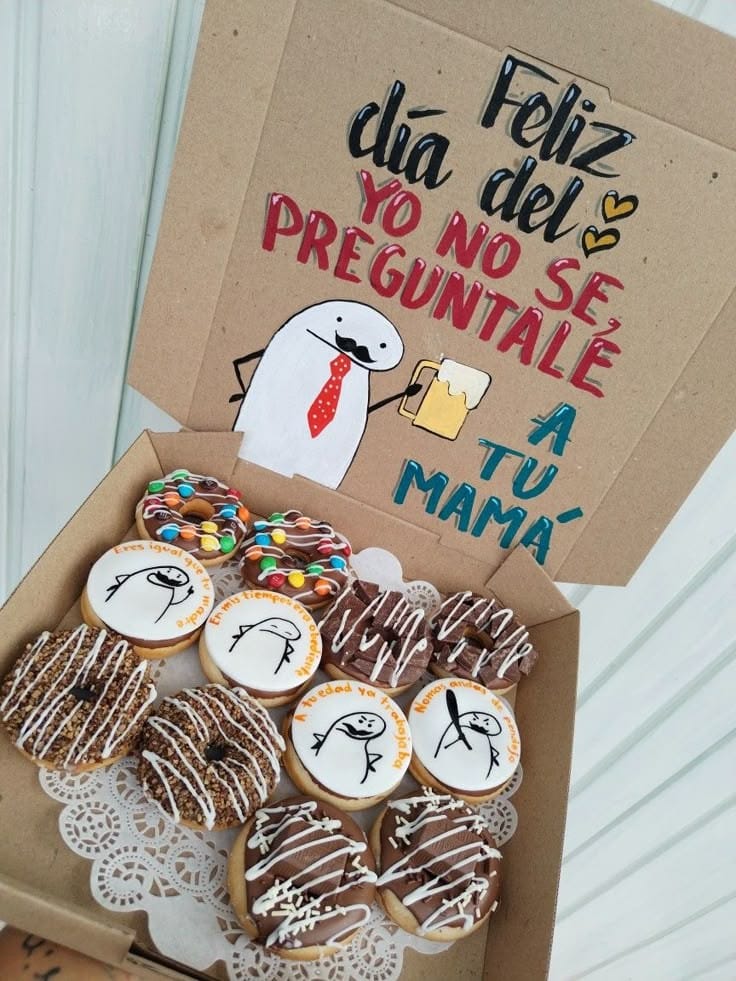 Feliz
día del
YO NO SE,
PREGUNTALÉ
A
TU
MAMÁ
Eres igual que tu madre
En mis tiempos era obediente
A tu edad ya trabajaba
Nomas andas de pendejo